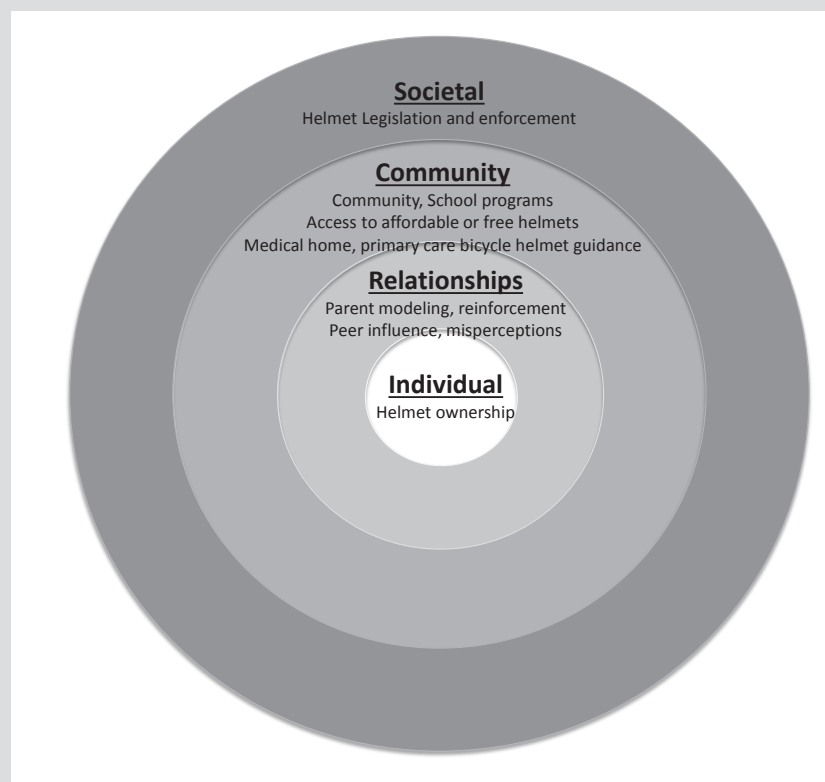 Societal
Helmet Legislation and enforcement
Community
Community, School programs
Access to affordable or free helmets
Medical home, primary care bicycle helmet guidance
Relationships
Parent modeling, reinforcement
Peer influence, misperceptions
Individual
Helmet ownership